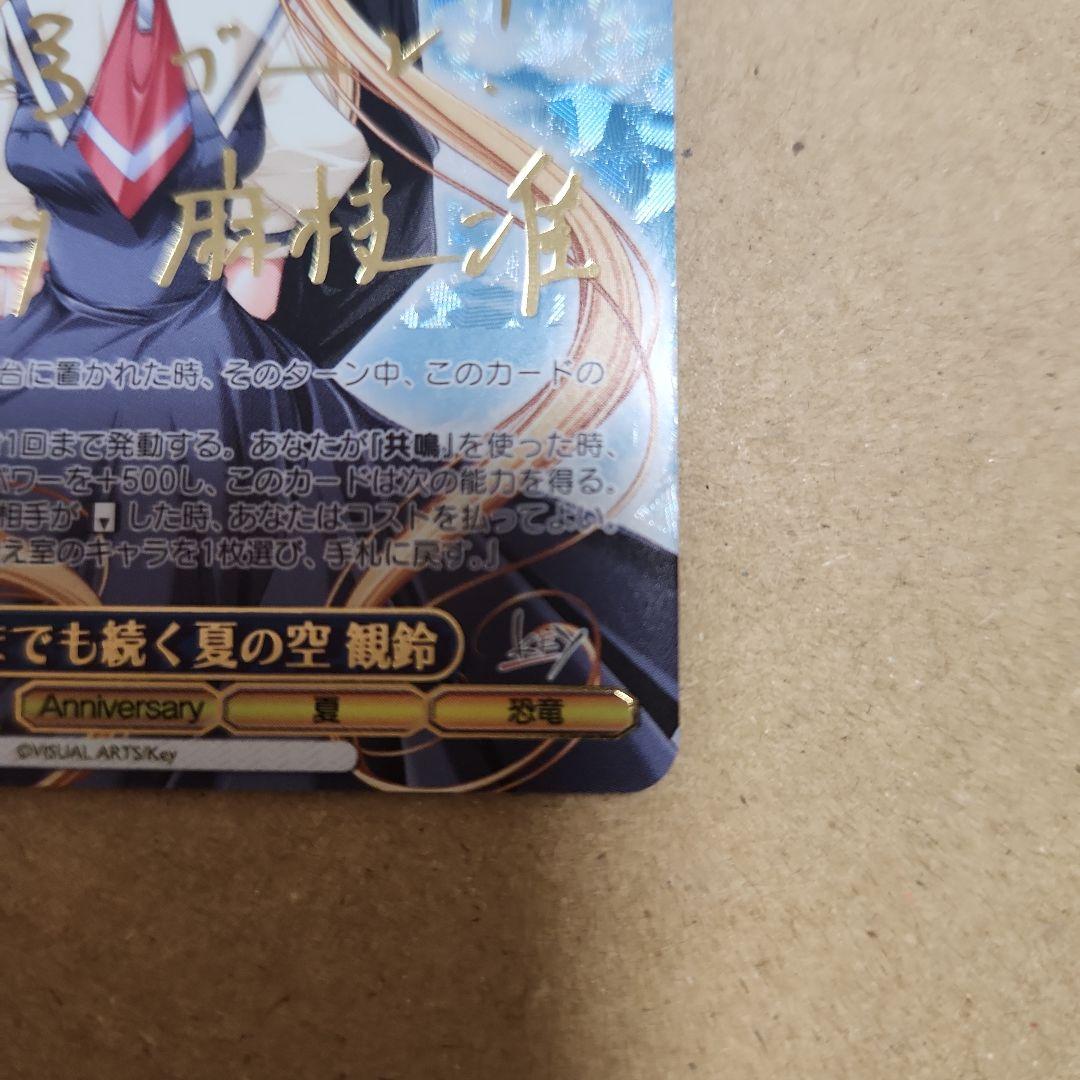 麻枝准
台に置かれた時、そのターン中、このカードの
1回まで発動する。あなたが「共鳴」を使った時、
パワーを+500し、このカードは次の能力を得る。
相手が した時、あなたはコストを払ってよい。
え室のキャラを1枚選び、手札に戻す。』
までも続く夏の空 観鈴
Key
Anniversary 夏 恐竜
©VISUAL ARTS/Key